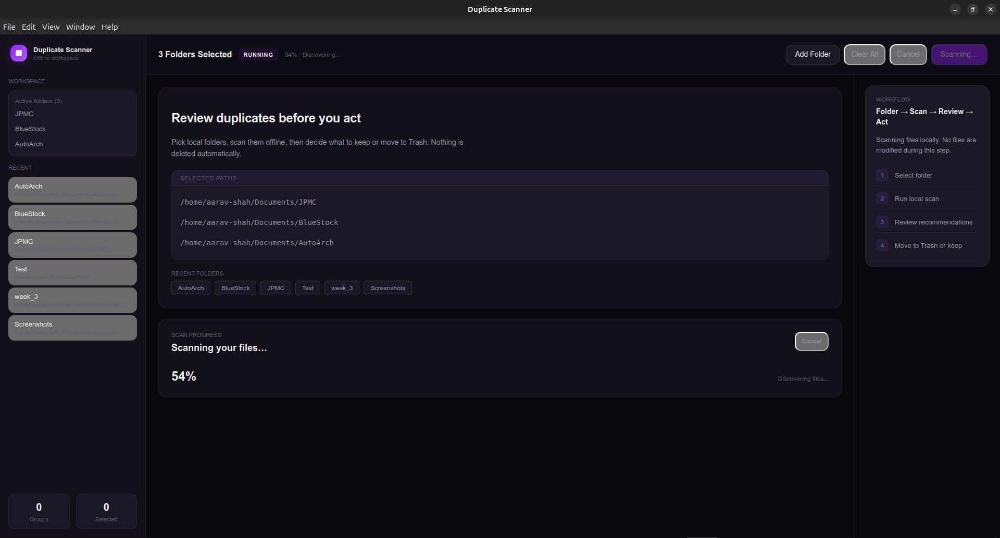 Duplicate Scanner
File Edit View Window Help
Duplicate Scanner
Offline workspace
WORKSPACE
Active folders (3)
JPMC
BlueStock
AutoArch
RECENT
AutoArch
/home/aarav-shah/Documents/AutoArch
BlueStock
/home/aarav-shah/Documents/BlueStock
JPMC
/home/aarav-shah/Documents/JPMC
Test
/home/aarav-shah/Music/Test
week_3
/home/aarav-shah/Documents/Software/D2...
Screenshots
/home/aarav-shah/Pictures/Screenshots
0
Groups
0
Selected
3 Folders Selected RUNNING 54% · Discovering...
Add Folder Clear All Cancel Scanning...
Review duplicates before you act
Pick local folders, scan them offline, then decide what to keep or move to Trash. Nothing is
deleted automatically.
SELECTED PATHS
/home/aarav-shah/Documents/JPMC
/home/aarav-shah/Documents/BlueStock
/home/aarav-shah/Documents/AutoArch
RECENT FOLDERS
AutoArch BlueStock JPMC Test week_3 Screenshots
SCAN PROGRESS
Scanning your files...
Cancel
54%
Discovering files...
WORKFLOW
Folder → Scan → Review →
Act
Scanning files locally. No files are
modified during this step.
1 Select folder
2 Run local scan
3 Review recommendations
4 Move to Trash or keep